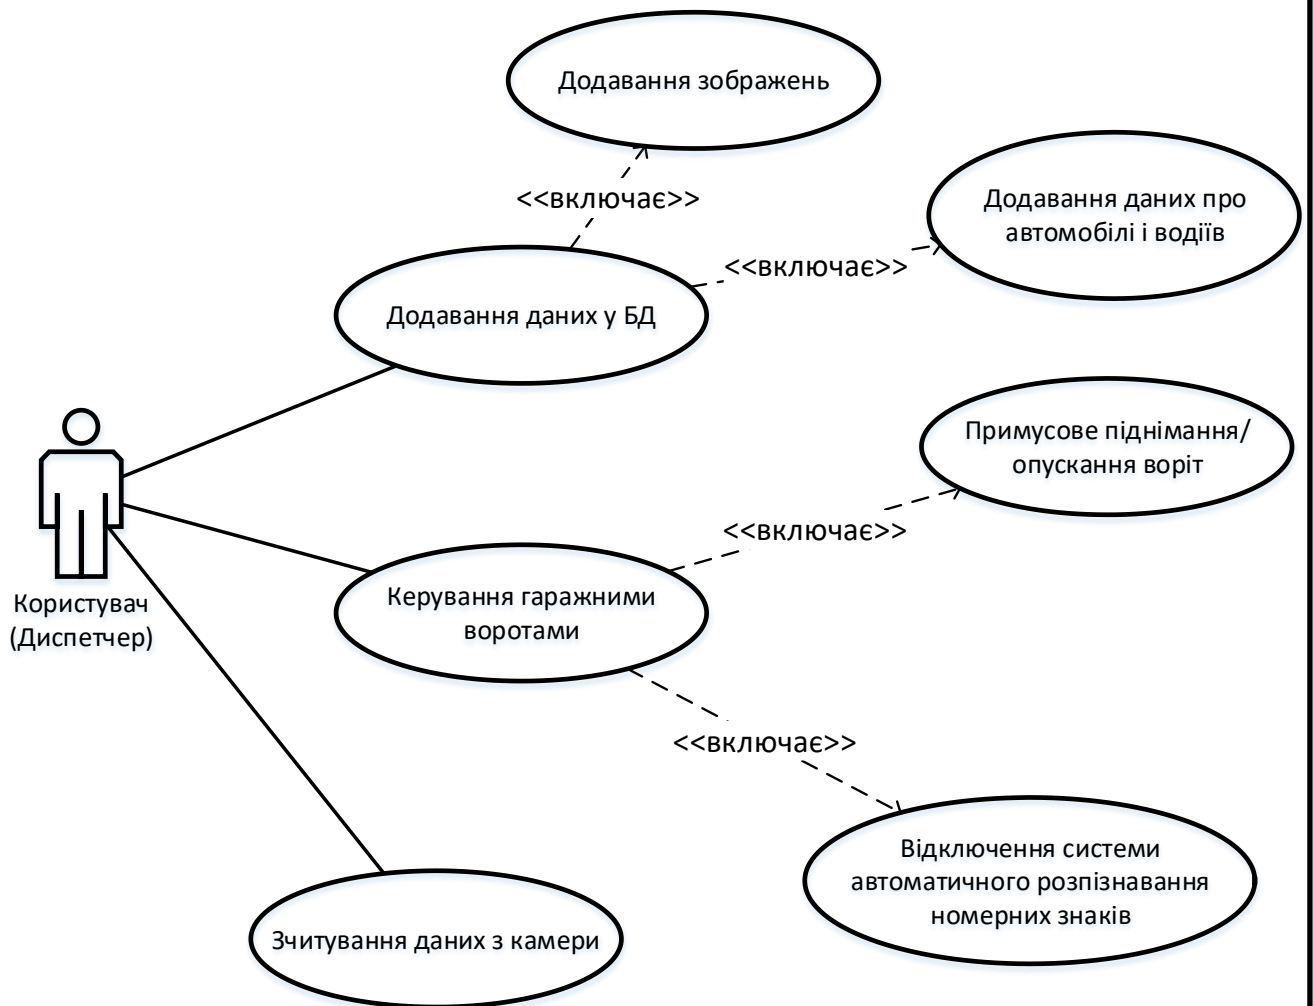 Додавання зображень
<<включає>>
Додавання даних про
автомобілі і водіїв
<<включає>>
Додавання даних у БД
Примусове піднімання/
опускання воріт
<<включає>>
Керування гаражними
воротами
Користувач
(Диспетчер)
<<включає>>
Відключення системи
автоматичного розпізнавання
номерних знаків
Зчитування даних з камери